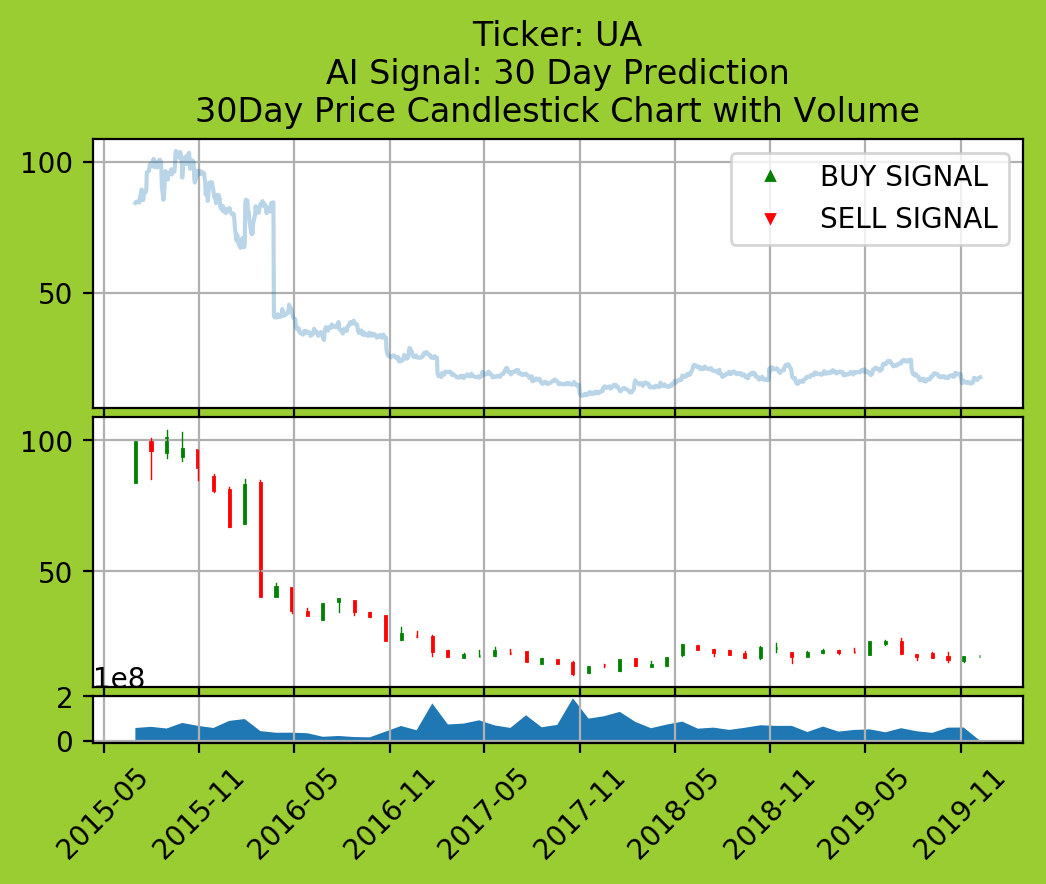 Ticker: UA
AI Signal: 30 Day Prediction
30Day Price Candlestick Chart with Volume
100
50
BUY SIGNAL
SELL SIGNAL
100
50
1e8
2
0
2015-05
2015-11
2016-05
2016-11
2017-05
2017-11
2018-05
2018-11
2019-05
2019-11